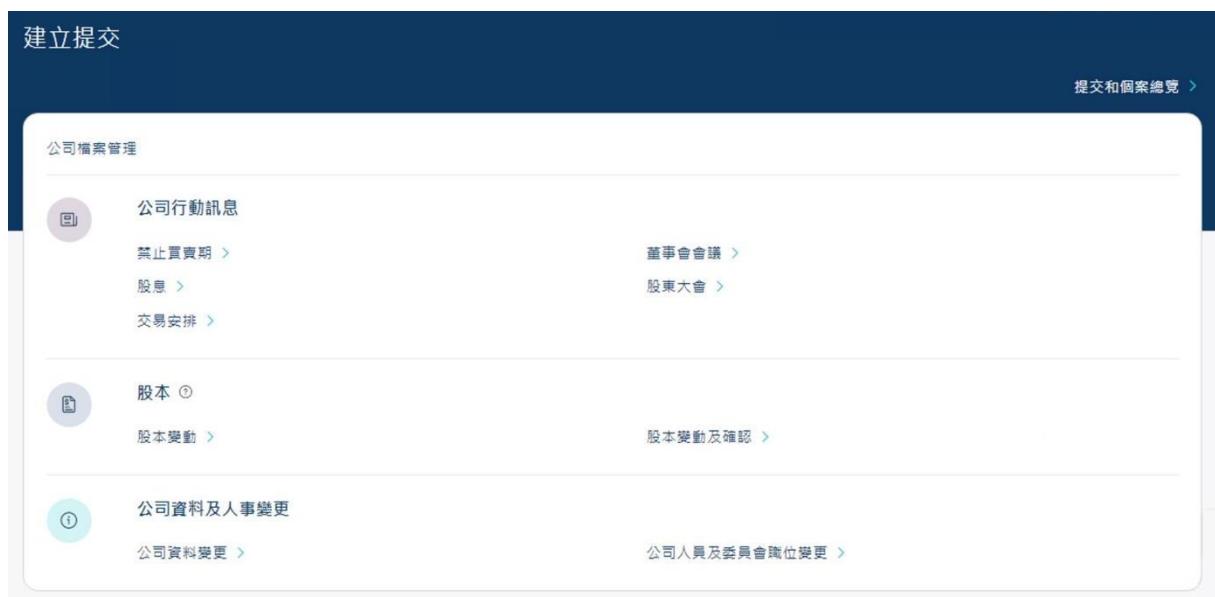 建立提交
提交和個案總覽
公司檔案管理
公司行動訊息
禁止買賣期 董事會會議
股息 股東大會
交易安排
股本
股本變動 股本變動及確認
公司資料及人事變更
公司資料變更 公司人員及委員會職位變更